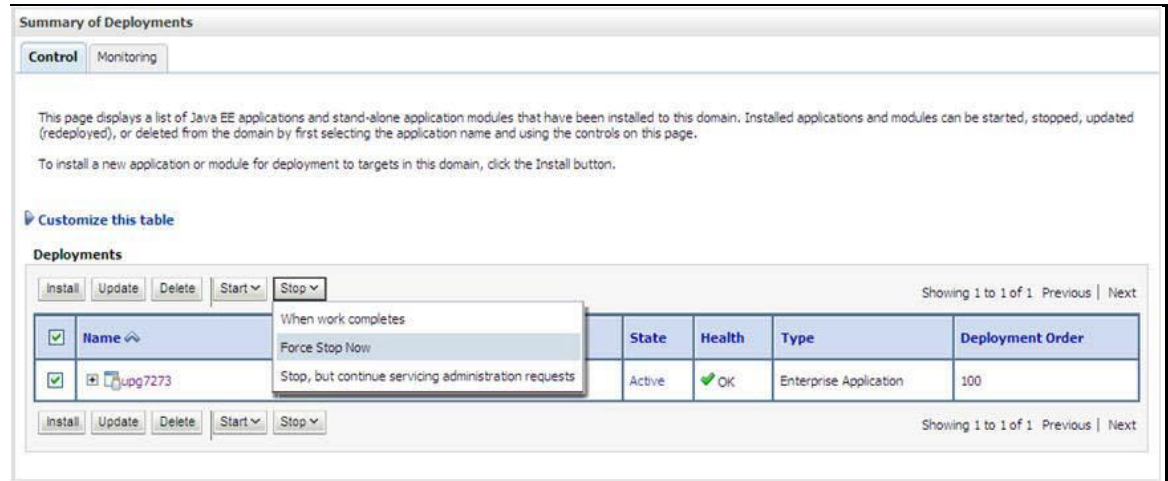 Summary of Deployments
Control Monitoring
This page displays a list of Java EE applications and stand-alone application modules that have been installed to this domain. Installed applications and modules can be started, stopped, updated
(redeployed), or deleted from the domain by first selecting the application name and using the controls on this page.
To install a new application or module for deployment to targets in this domain, click the Install button.
Customize this table
Deployments
Install Update Delete Start Stop Showing 1 to 1 of 1 Previous | Next
When work completes
Name State Health Type Deployment Order
Force Stop Now
upg7273 Active OK Enterprise Application 100
Stop, but continue servicing administration requests
Install Update Delete Start Stop Showing 1 to 1 of 1 Previous | Next